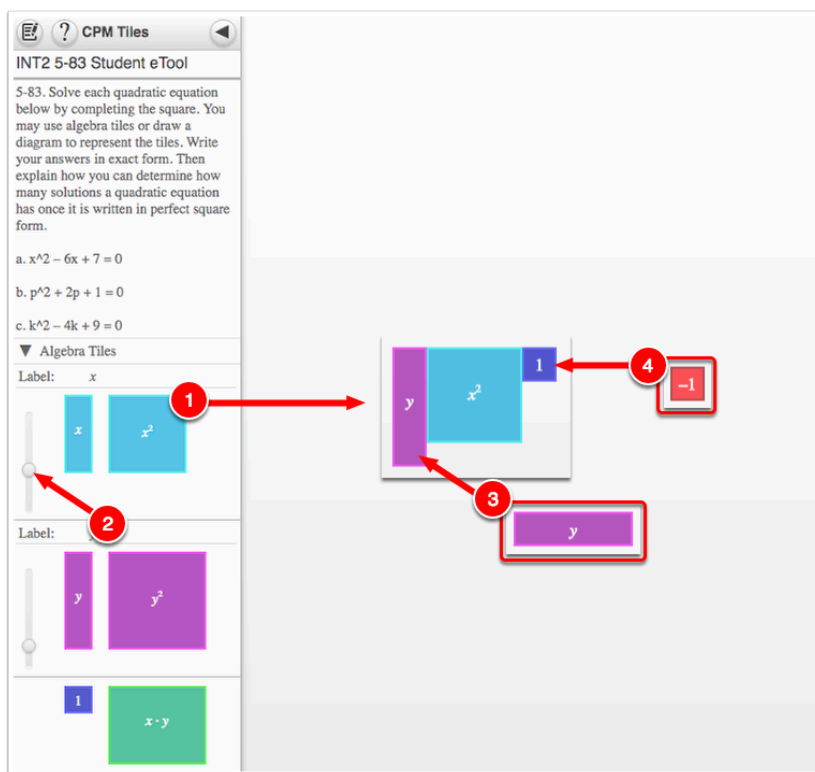 ? CPM Tiles
INT2 5-83 Student eTool
5-83. Solve each quadratic equation
below by completing the square. You
may use algebra tiles or draw a
diagram to represent the tiles. Write
your answers in exact form. Then
explain how you can determine how
many solutions a quadratic equation
has once it is written in perfect square
form.
a. x^2 – 6x + 7 = 0
b. p^2 + 2p + 1 = 0
c. k^2 – 4k + 9 = 0
Algebra Tiles
Label: x
x x²
1
2
Label:
y y²
1 x · y
y x² 1
4
–1
3
y